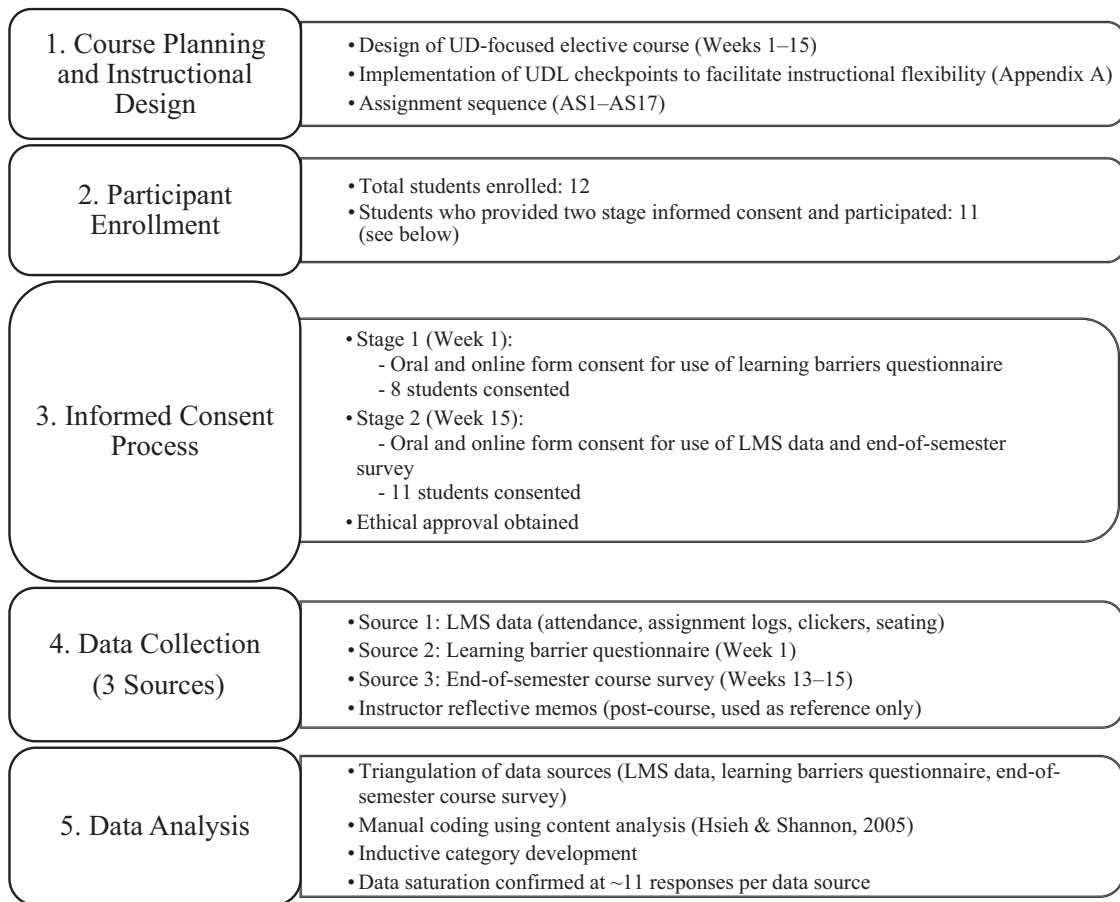 1. Course Planning
and Instructional
Design
• Design of UD-focused elective course (Weeks 1–15)
• Implementation of UDL checkpoints to facilitate instructional flexibility (Appendix A)
• Assignment sequence (AS1–AS17)
2. Participant
Enrollment
• Total students enrolled: 12
• Students who provided two stage informed consent and participated: 11
(see below)
3. Informed Consent
Process
• Stage 1 (Week 1):
- Oral and online form consent for use of learning barriers questionnaire
- 8 students consented
• Stage 2 (Week 15):
- Oral and online form consent for use of LMS data and end-of-semester
survey
- 11 students consented
• Ethical approval obtained
4. Data Collection
(3 Sources)
• Source 1: LMS data (attendance, assignment logs, clickers, seating)
• Source 2: Learning barrier questionnaire (Week 1)
• Source 3: End-of-semester course survey (Weeks 13–15)
• Instructor reflective memos (post-course, used as reference only)
5. Data Analysis
• Triangulation of data sources (LMS data, learning barriers questionnaire, end-of-
semester course survey)
• Manual coding using content analysis (Hsieh & Shannon, 2005)
• Inductive category development
• Data saturation confirmed at ~11 responses per data source